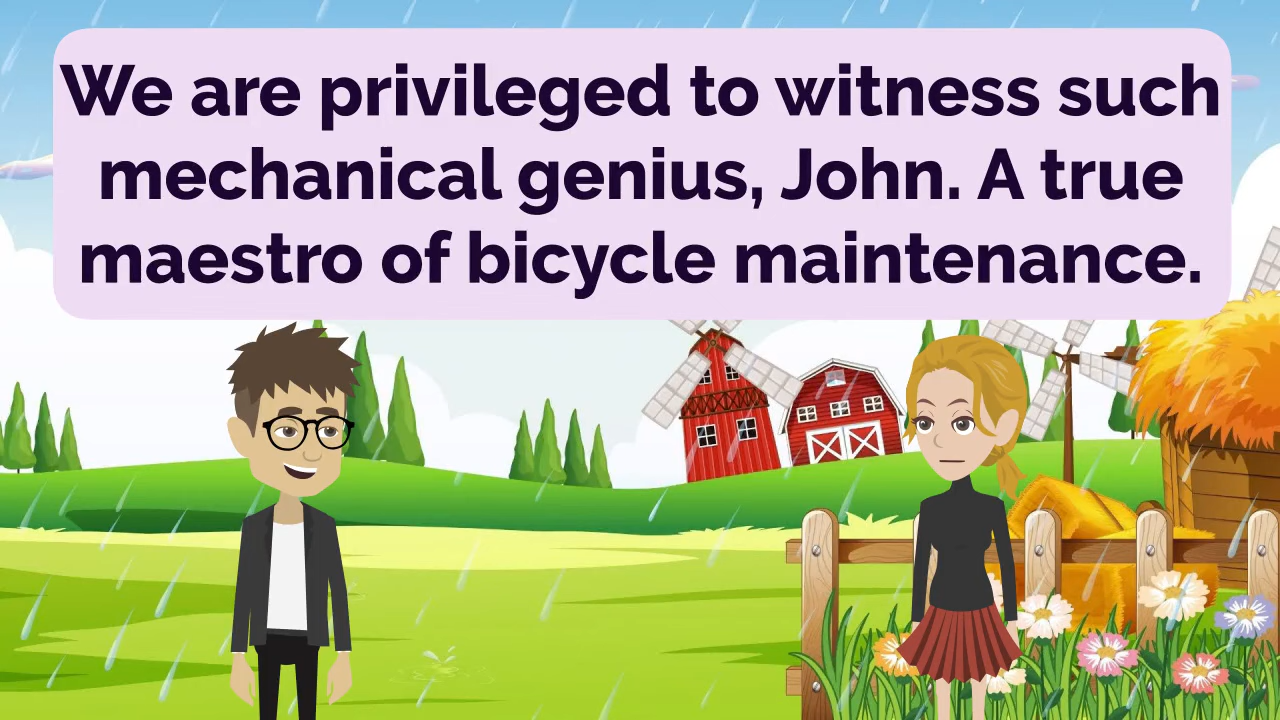 We are privileged to witness such
mechanical genius, John. A true
maestro of bicycle maintenance.